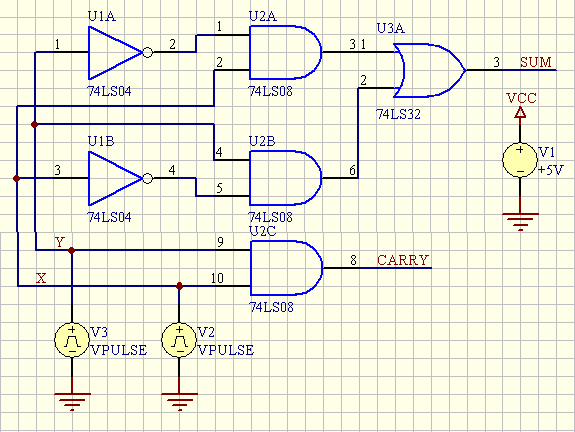 U1A
U2A
U3A
1
2
1
2
3
1
2
3
SUM
74LS04
74LS08
74LS32
VCC
V1
+5V
U1B
U2B
3
4
4
5
6
74LS04
74LS08
U2C
Y
9
X
10
8
CARRY
74LS08
V3
VPULSE
V2
VPULSE